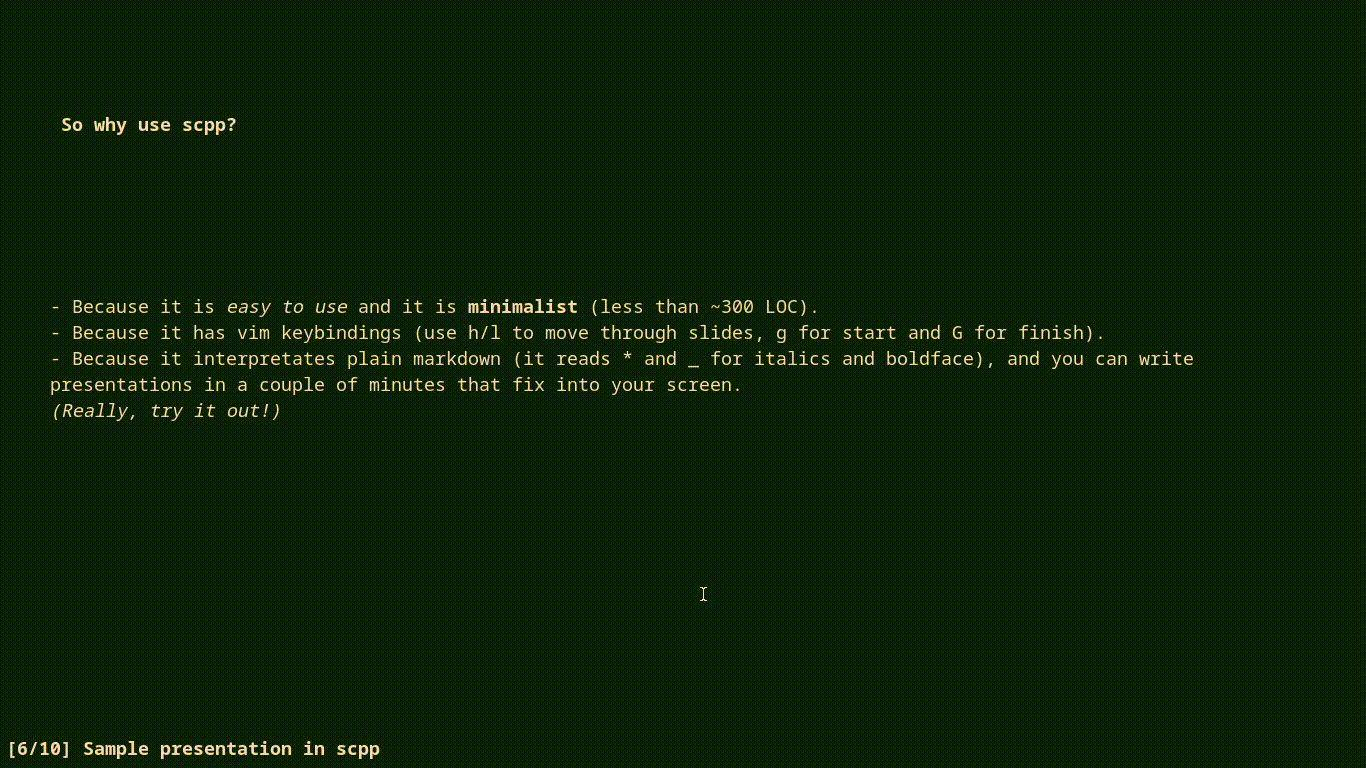 So why use scpp?
- Because it is easy to use and it is minimalist (less than ~300 LOC).
- Because it has vim keybindings (use h/l to move through slides, g for start and G for finish).
- Because it interpretates plain markdown (it reads * and _ for italics and boldface), and you can write
presentations in a couple of minutes that fix into your screen.
(Really, try it out!)
[6/10] Sample presentation in scpp